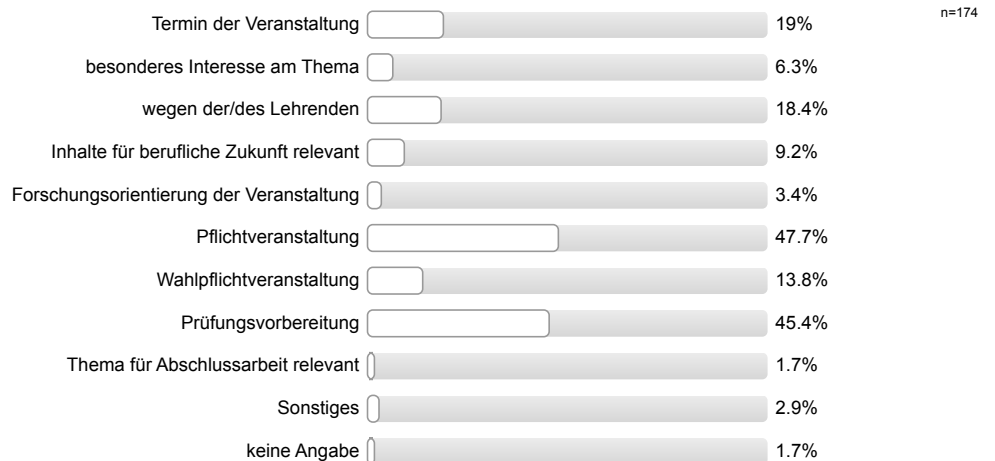 Termin der Veranstaltung 19% n=174
besonderes Interesse am Thema 6.3%
wegen der/des Lehrenden 18.4%
Inhalte für berufliche Zukunft relevant 9.2%
Forschungsorientierung der Veranstaltung 3.4%
Pflichtveranstaltung 47.7%
Wahlpflichtveranstaltung 13.8%
Prüfungsvorbereitung 45.4%
Thema für Abschlussarbeit relevant 1.7%
Sonstiges 2.9%
keine Angabe 1.7%